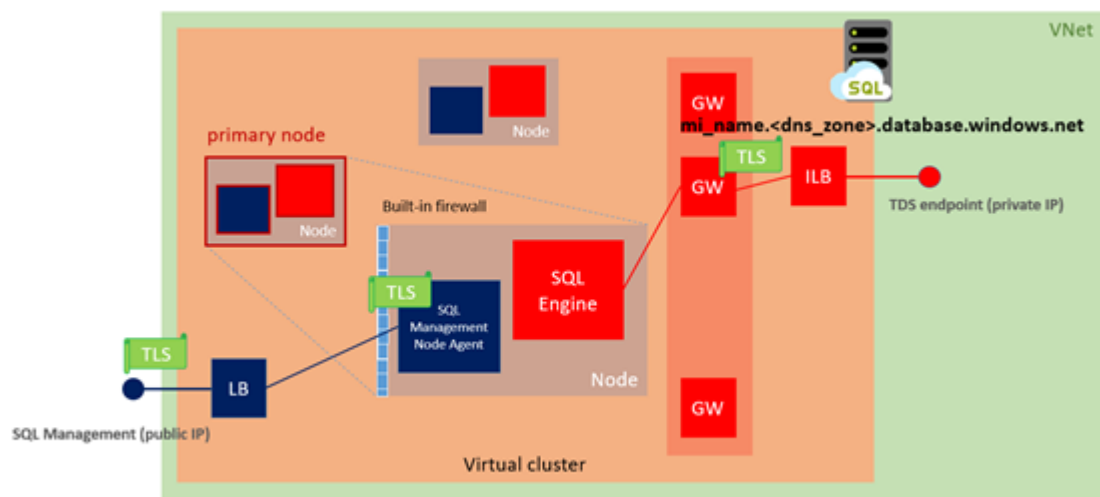 VNet
SQL
GW
mi_name.<dns_zone>.database.windows.net
Node
primary node
TLS
GW
ILB
TDS endpoint (private IP)
Node
Built-in firewall
SQL
Engine
TLS
SQL
Management
Node Agent
TLS
LB
Node
GW
SQL Management (public IP)
Virtual cluster